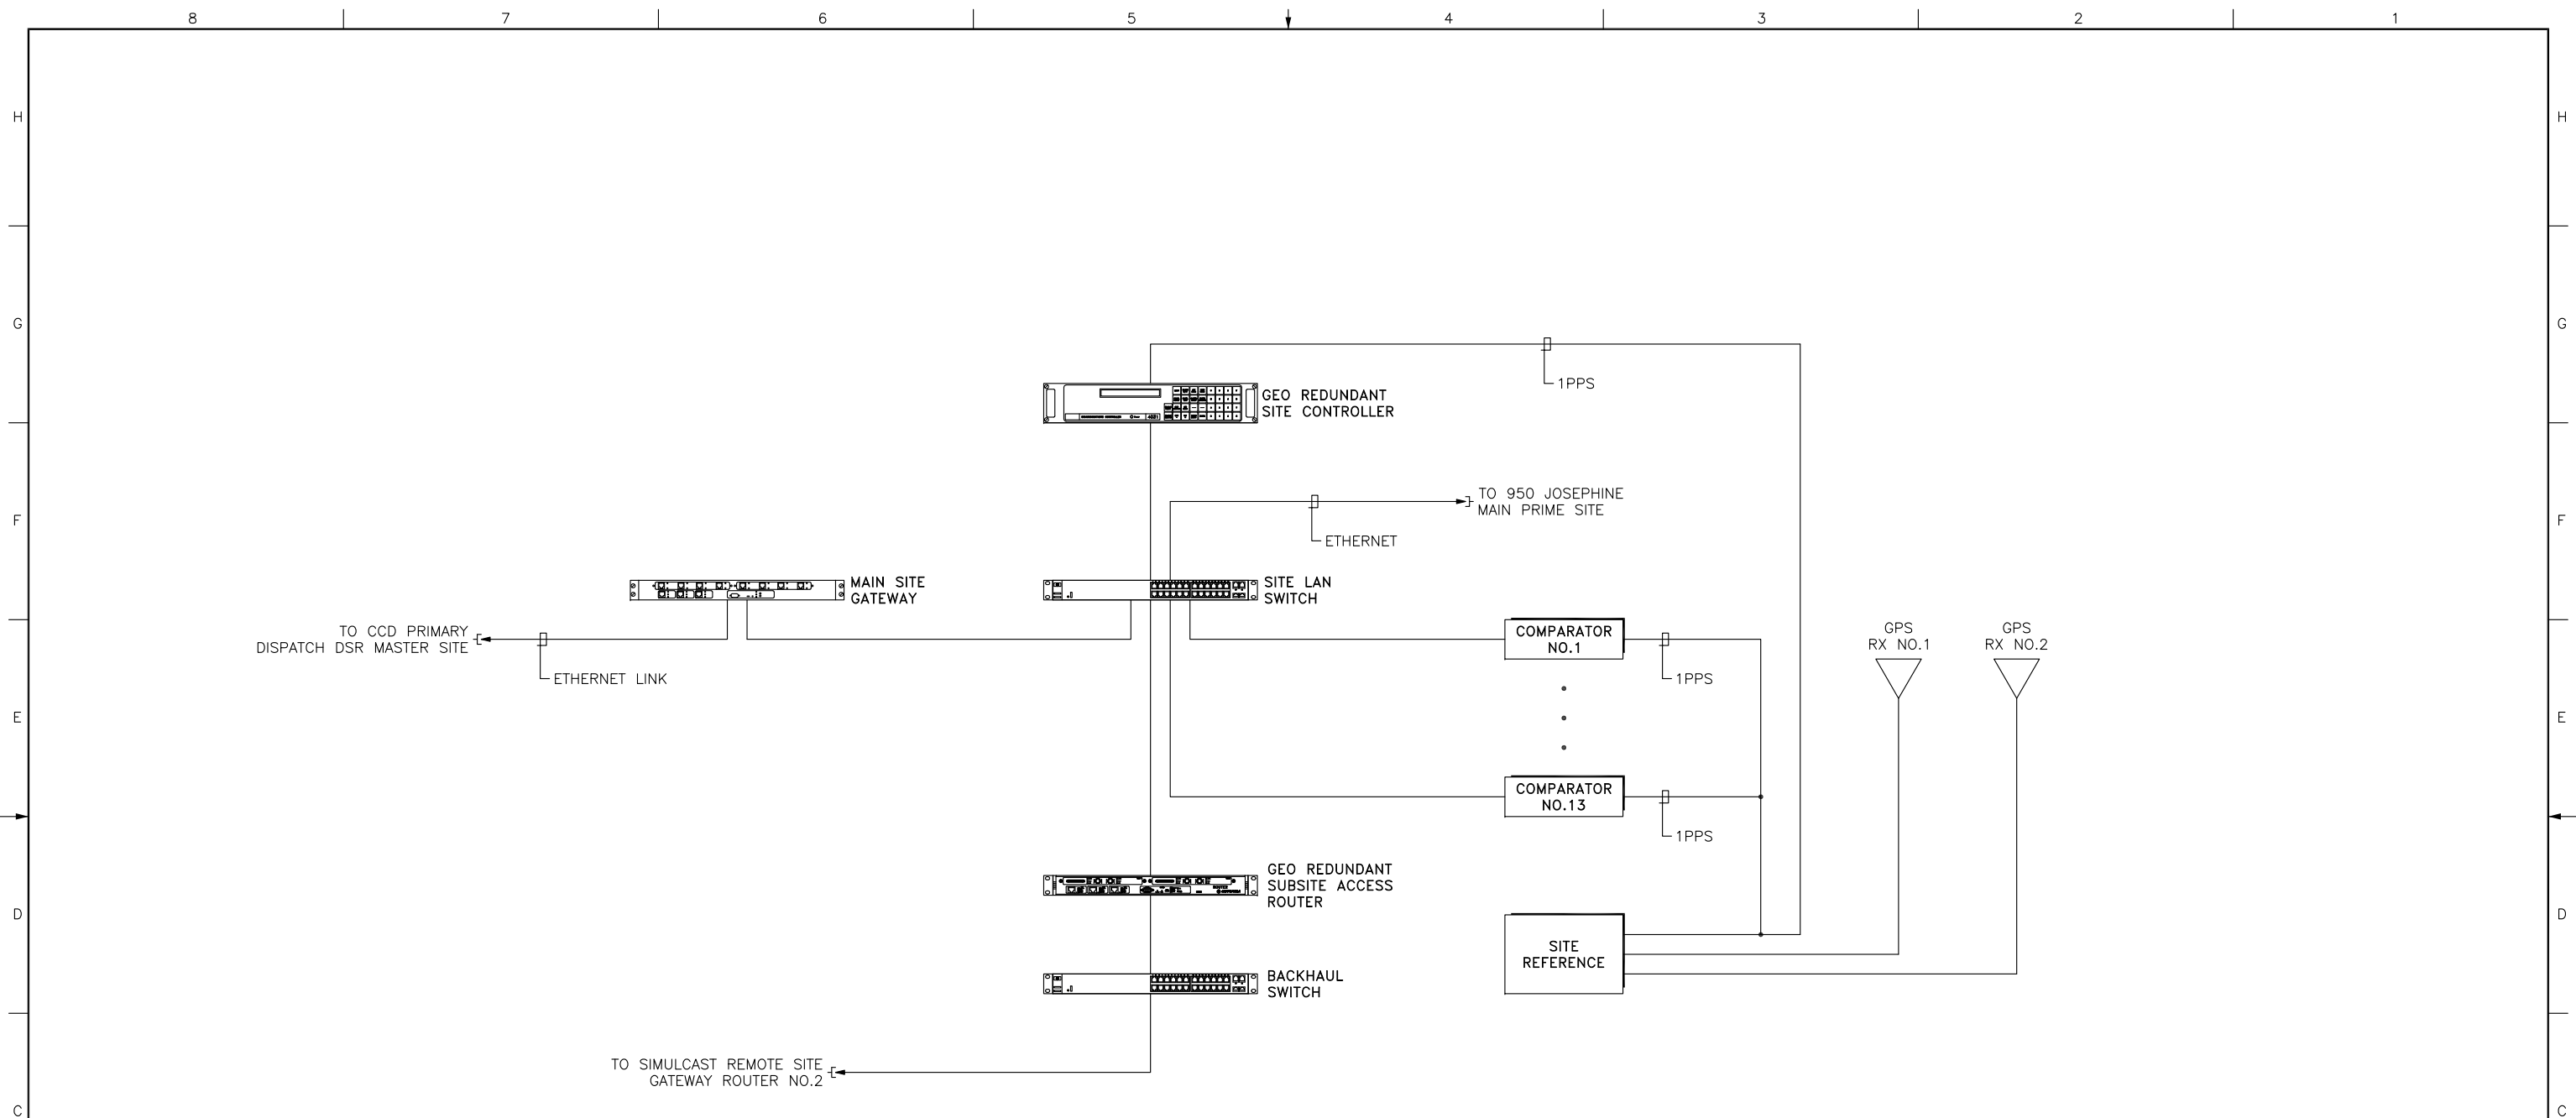 8 7 6 5 4 3 2 1
H
H
G
G
1PPS
GEO REDUNDANT
SITE CONTROLLER
TO 950 JOSEPHINE
MAIN PRIME SITE
F
F
ETHERNET
MAIN SITE
GATEWAY
SITE LAN
SWITCH
TO CCD PRIMARY
DISPATCH DSR MASTER SITE
ETHERNET LINK
COMPARATOR
NO.1
1PPS
GPS
RX NO.1
GPS
RX NO.2
E
E
COMPARATOR
NO.13
1PPS
GEO REDUNDANT
SUBSITE ACCESS
ROUTER
D
D
SITE
REFERENCE
BACKHAUL
SWITCH
TO SIMULCAST REMOTE SITE
GATEWAY ROUTER NO.2
C
C